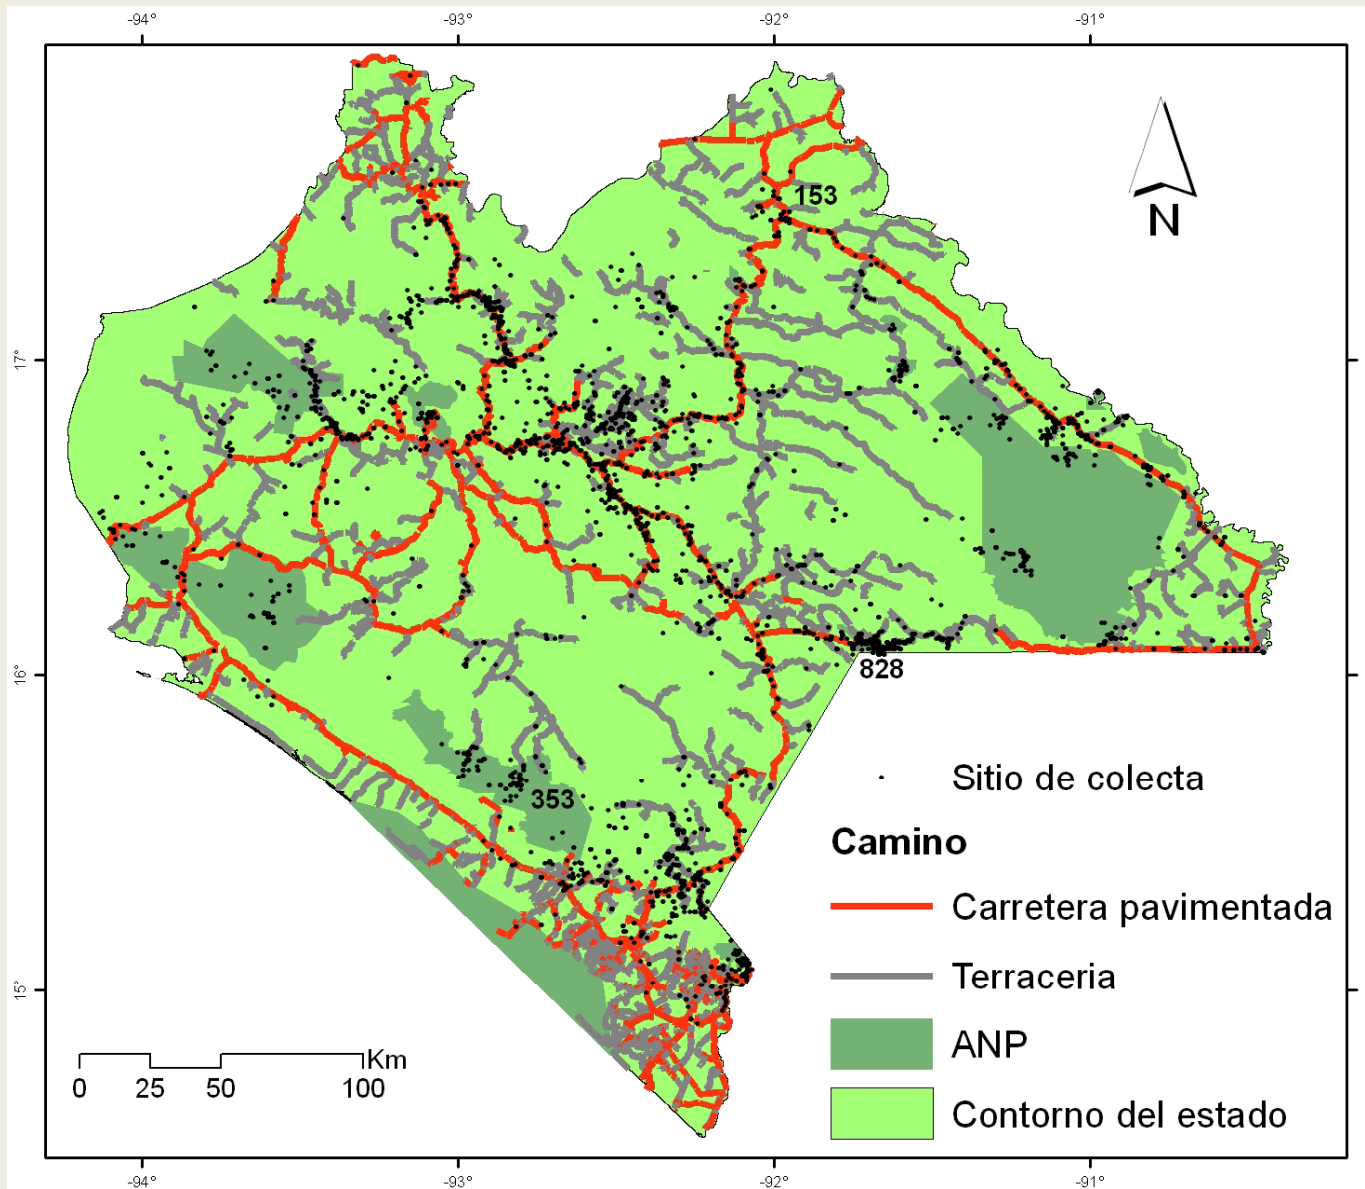 -94° -93° -92° -91°
153
N
17°
828
16°
Sitio de colecta
353
Camino
Carretera pavimentada
Terraceria
15°
ANP
Km
0 25 50 100
Contorno del estado
-94° -93° -92° -91°